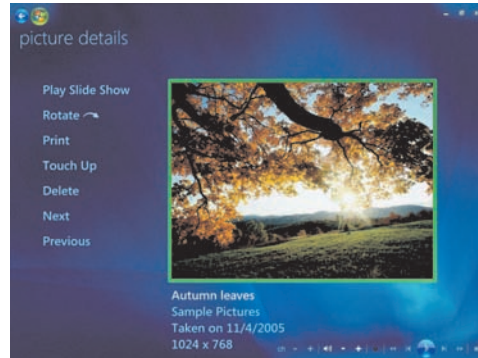 picture details
Play Slide Show
Rotate
Print
Touch Up
Delete
Next
Previous
Autumn leaves
Sample Pictures
Taken on 11/4/2005
1024 x 768